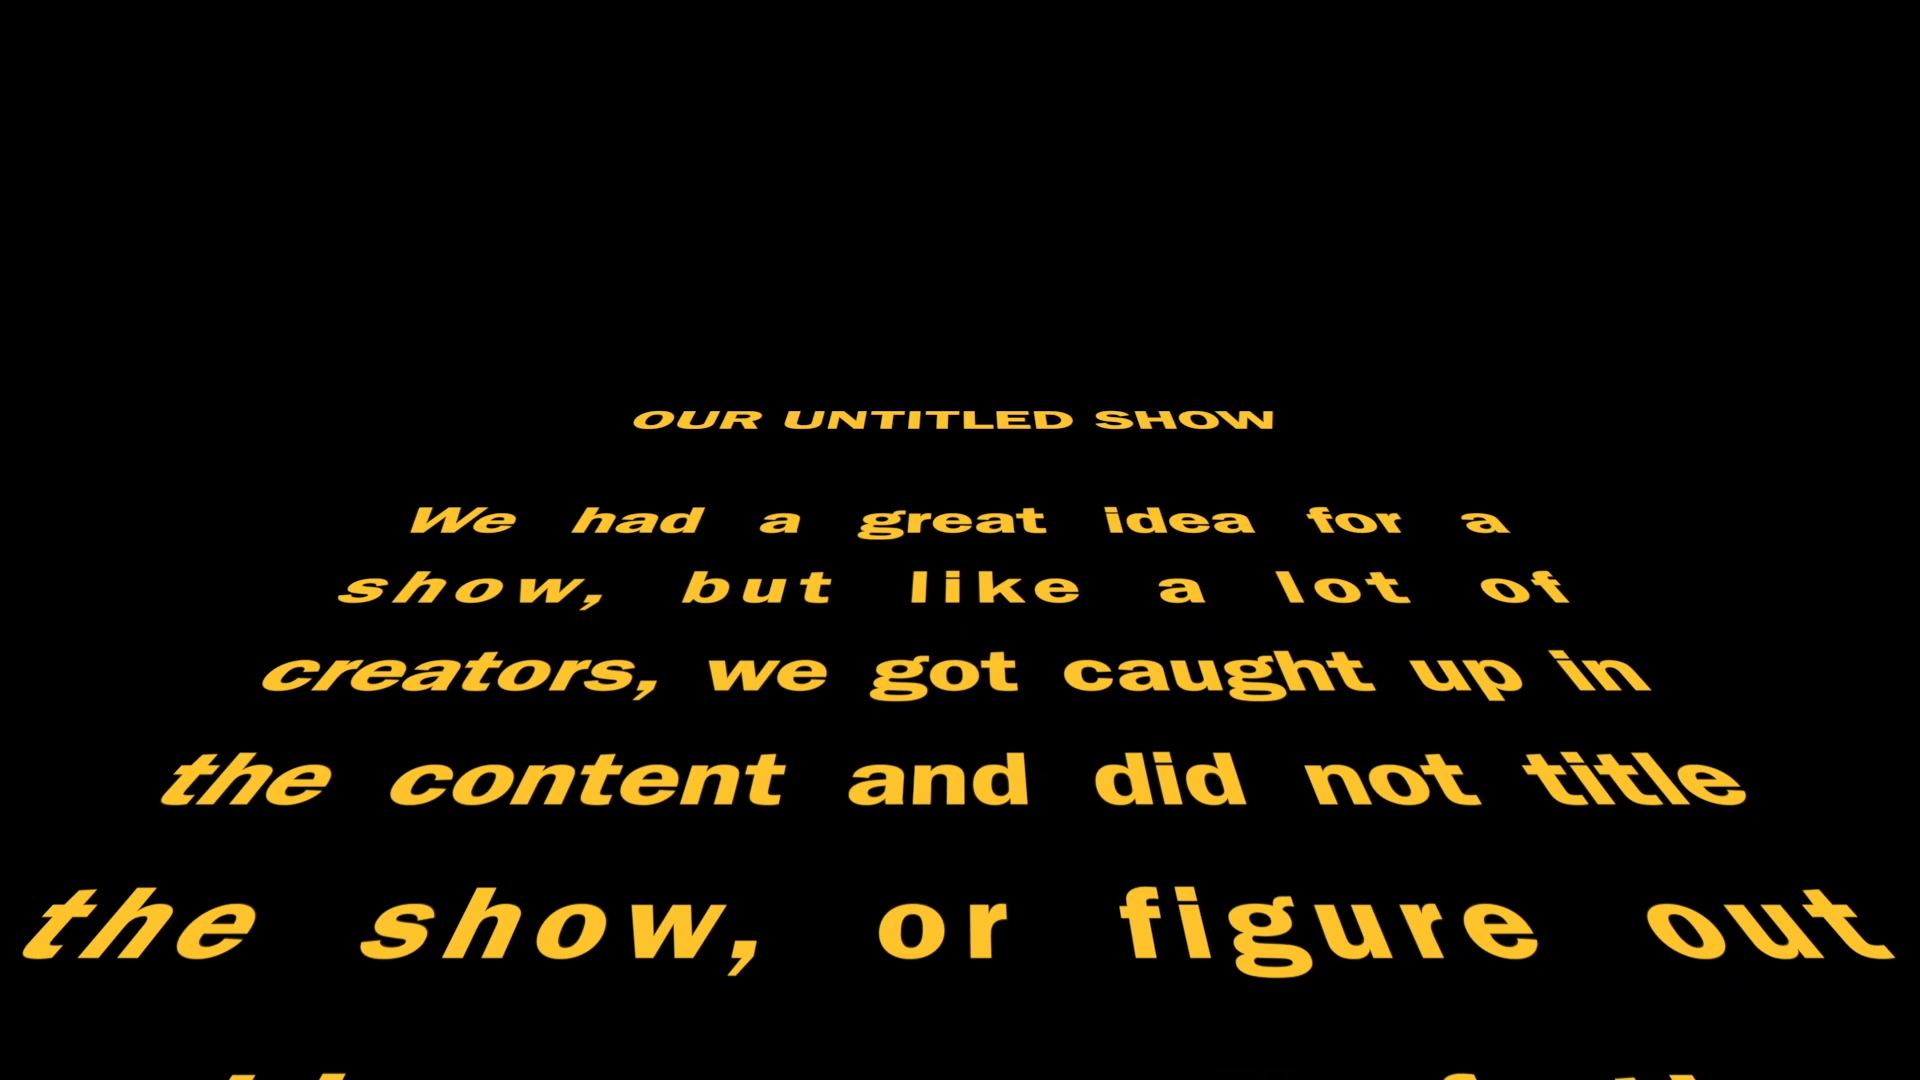 OUR UNTITLED SHOW
We had a great idea for a
show, but like a lot of
creators, we got caught up in
the content and did not title
the show, or figure out